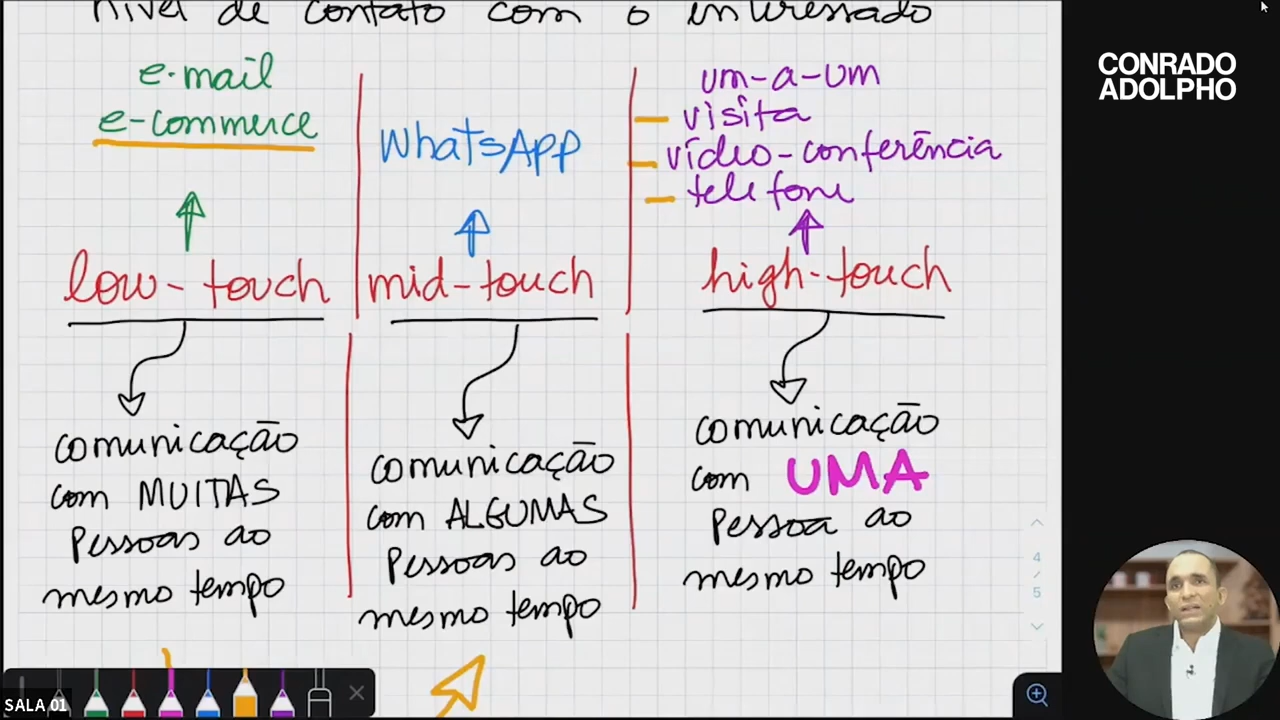 nível de contato com o interessado
e-mail
e-commerce
WhatsApp
um-a-um
visita
vídeo-conferência
telefone
low-touch
mid-touch
high-touch
comunicação
com MUITAS
Pessoas ao
mesmo tempo
comunicação
com ALGUMAS
Pessoas ao
mesmo tempo
comunicação
com UMA
Pessoa ao
mesmo tempo
CONRADO
ADOLPHO
4
/
5
SALA 01